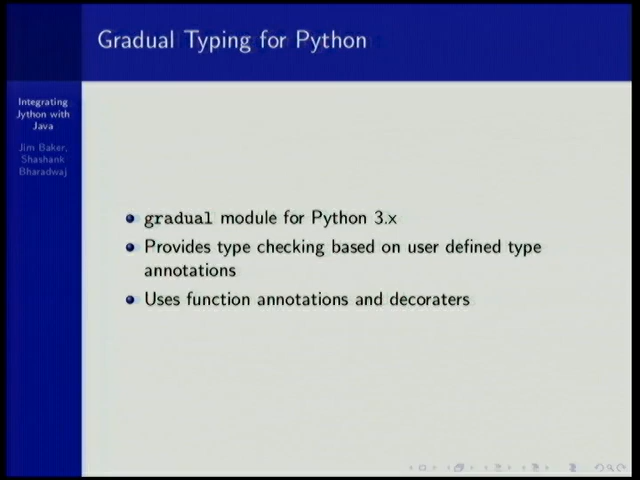 Gradual Typing for Python
Integrating
Jython with
Java
Jim Baker,
Shashank
Bharadwaj
gradual module for Python 3.x
Provides type checking based on user defined type
annotations
Uses function annotations and decoraters